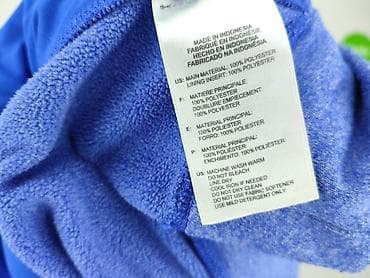 MADE IN INDONESIA
FABRIQUÉ EN INDONÉSIE
HECHO EN INDONESIA
FABRICADO NA INDONÉSIA
US: MAIN MATERIAL: 100% POLYESTER
LINING INSERT: 100% POLYESTER
F: MATIERE PRINCIPALE:
100% POLYESTER
DOUBLURE EMPIECEMENT:
100% POLYESTER
E: MATERIAL PRINCIPAL:
100% POLIÉSTER
FORRO: 100% POLIÉSTER
P: MATERIAL PRINCIPAL:
100% POLIÉSTER
ENCHIMENTO: 100% POLIÉSTER
US: MACHINE WASH WARM
DO NOT BLEACH
LINE DRY
COOL IRON IF NEEDED
DO NOT DRY CLEAN
DO NOT USE FABRIC SOFTENER
USE MILD DETERGENT ONLY